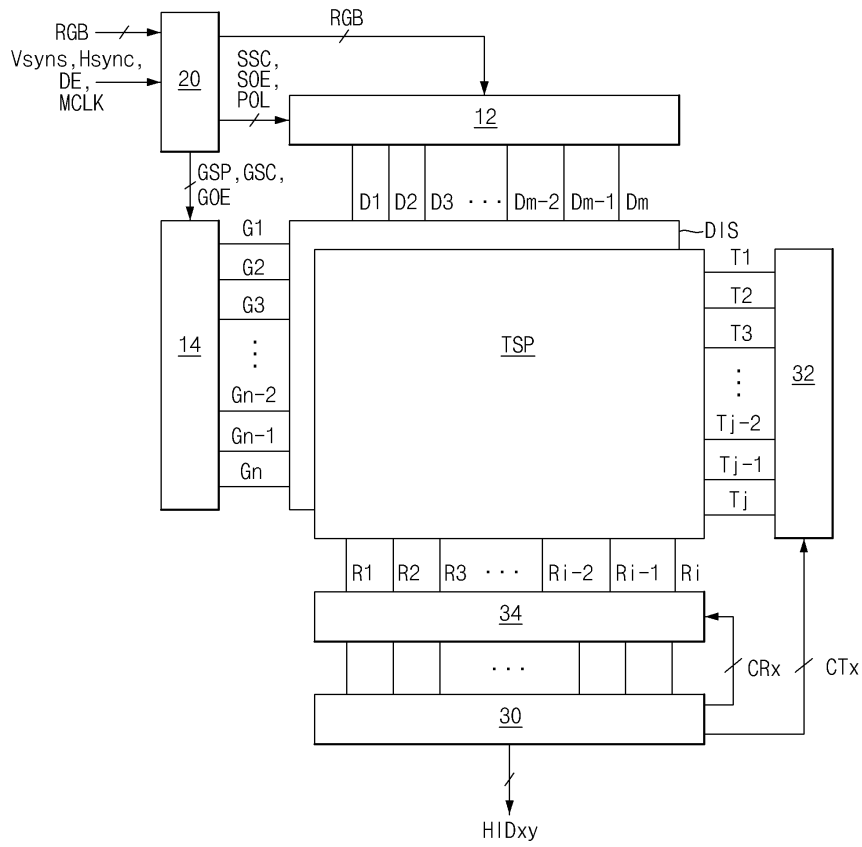 RGB
Vsyns,Hsync,
DE,
MCLK
20
RGB
SSC,
SOE,
POL
12
GSP,GSC,
GOE
D1 D2 D3 ··· Dm-2 Dm-1 Dm
DIS
14
G1
G2
G3
Gn-2
Gn-1
Gn
TSP
T1
T2
T3
Tj-2
Tj-1
Tj
32
R1 R2 R3 ··· Ri-2 Ri-1 Ri
34
···
CRx
CTx
30
HIDxy